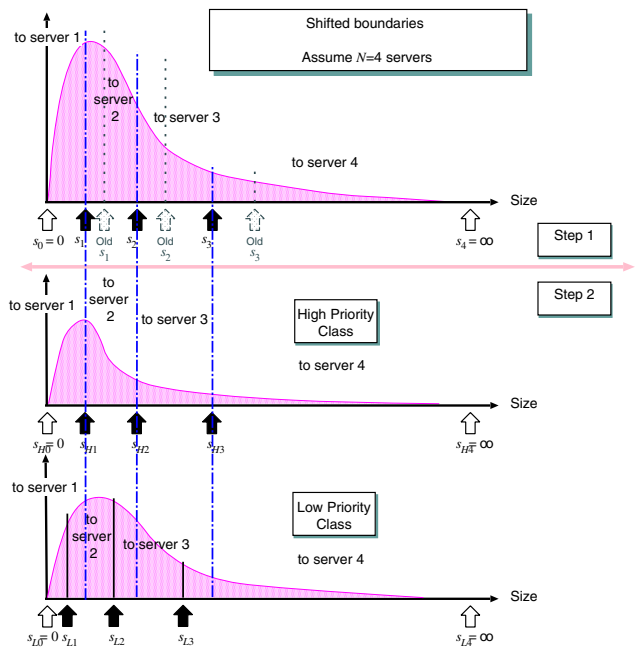 Shifted boundaries
Assume N=4 servers
to server 1
to
server
2
to server 3
to server 4
Size
s0 = 0
s1
Old
s1
s2
Old
s2
s3
Old
s3
s4 = ∞
Step 1
Step 2
to server 1
to
server
2
to server 3
High Priority
Class
to server 4
Size
sH0= 0
sH1
sH2
sH3
sH4= ∞
to server 1
to
server
2
to server 3
Low Priority
Class
to server 4
Size
sL0= 0
sL1
sL2
sL3
sL4= ∞